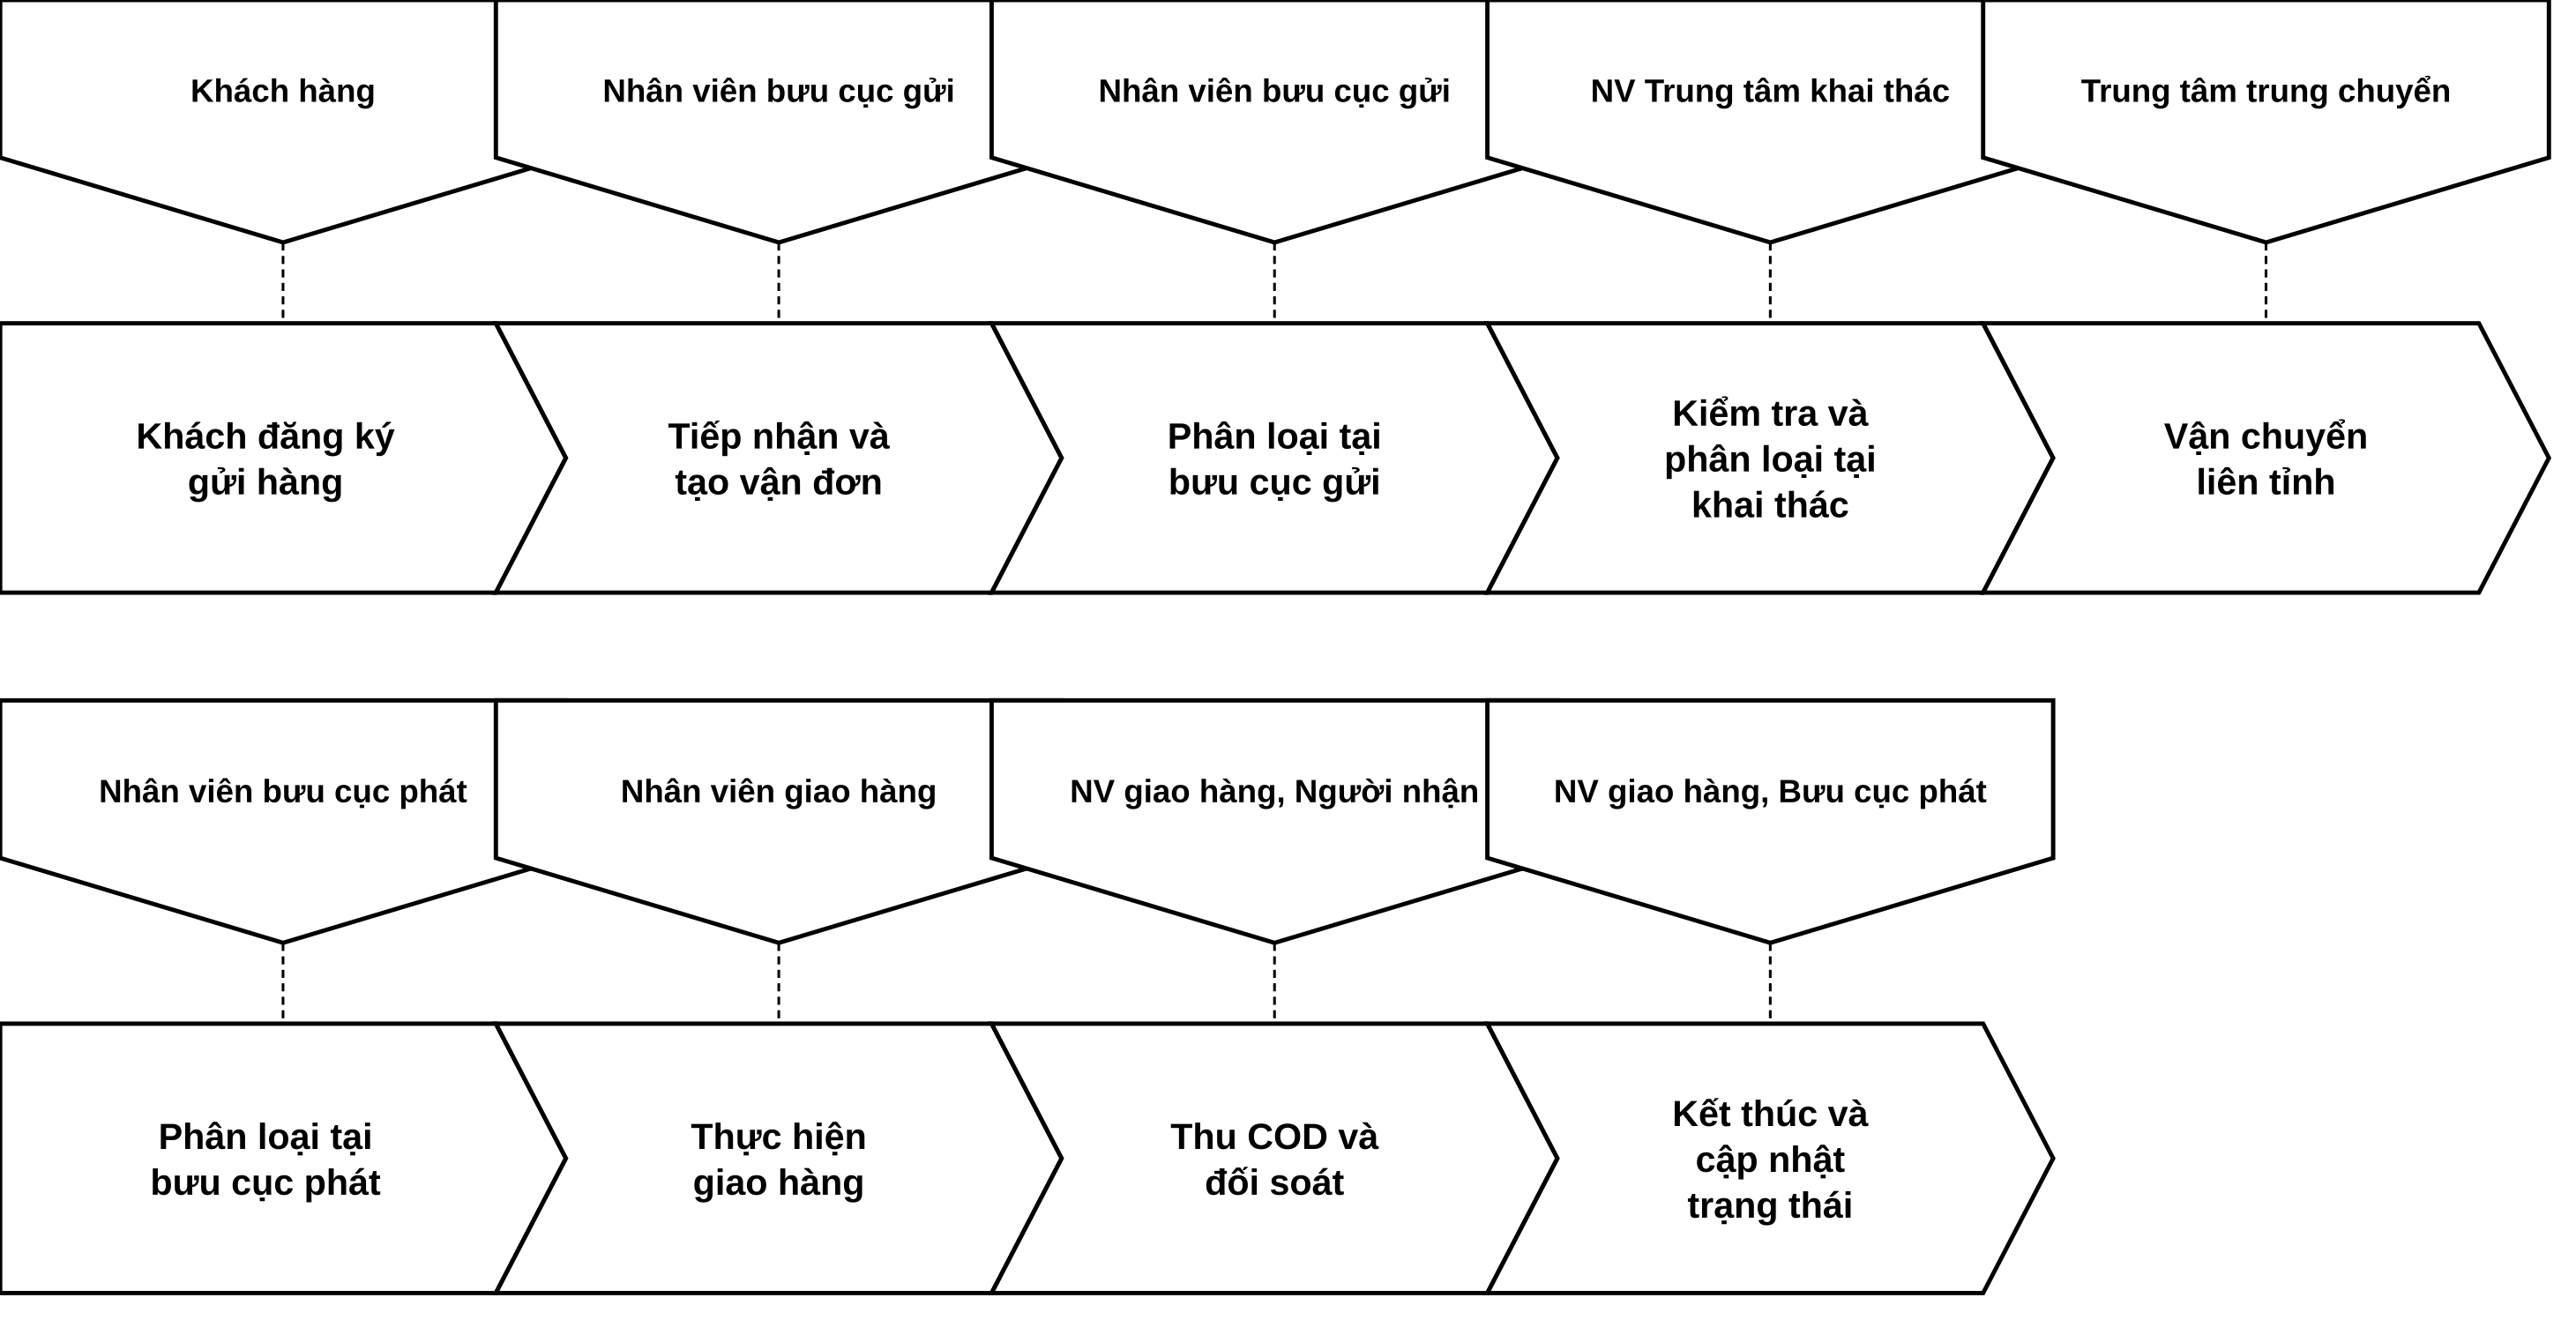 Khách hàng
Nhân viên bưu cục gửi
Nhân viên bưu cục gửi
NV Trung tâm khai thác
Trung tâm trung chuyển
Khách đăng ký
gửi hàng
Tiếp nhận và
tạo vận đơn
Phân loại tại
bưu cục gửi
Kiểm tra và
phân loại tại
khai thác
Vận chuyển
liên tỉnh
Nhân viên bưu cục phát
Nhân viên giao hàng
NV giao hàng, Người nhận
NV giao hàng, Bưu cục phát
Phân loại tại
bưu cục phát
Thực hiện
giao hàng
Thu COD và
đối soát
Kết thúc và
cập nhật
trạng thái